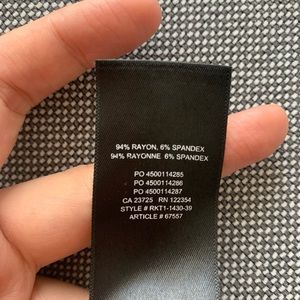 94% RAYON, 6% SPANDEX
94% RAYONNE 6% SPANDEX
PO 4500114285
PO 4500114286
PO 4500114287
CA 23725 RN 122354
STYLE # RKT1-1430-39
ARTICLE # 67557